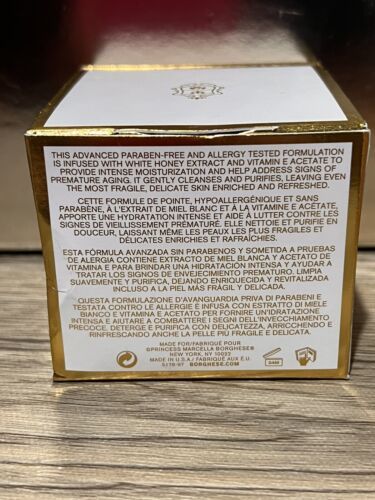 THIS ADVANCED PARABEN-FREE AND ALLERGY TESTED FORMULATION
IS INFUSED WITH WHITE HONEY EXTRACT AND VITAMIN E ACETATE TO
PROVIDE INTENSE MOISTURIZATION AND HELP ADDRESS SIGNS OF
PREMATURE AGING. IT GENTLY CLEANSES AND PURIFIES, LEAVING EVEN
THE MOST FRAGILE, DELICATE SKIN ENRICHED AND REFRESHED.
CETTE FORMULE DE POINTE, HYPOALLERGÉNIQUE ET SANS
PARABÈNE, À L'EXTRAIT DE MIEL BLANC ET À LA VITAMINE E ACÉTATE,
APPORTE UNE HYDRATATION INTENSE ET AIDE À LUTTER CONTRE LES
SIGNES DE VIEILLISSEMENT PRÉMATURÉ. ELLE NETTOIE ET PURIFIE EN
DOUCEUR, LAISSANT MÊME LES PEAUX LES PLUS FRAGILES ET
DÉLICATES ENRICHIES ET RAFRAÎCHIES.
ESTA FORMULA AVANZADA SIN PARABENOS Y SOMETIDA A PRUEBAS
DE ALERGIA CONTIENE EXTRACTO DE MIEL BLANCA Y ACETATO DE
VITAMINA E PARA BRINDAR UNA HIDRATACIÓN INTENSA Y AYUDAR A
TRATAR LOS SIGNOS DE ENVEJECIMIENTO PREMATURO. LIMPIA
SUAVEMENTE Y PURIFICA, DEJANDO ENRIQUECIDA Y REVITALIZADA
INCLUSO A LA PIEL MÁS FRÁGIL Y DELICADA.
QUESTA FORMULAZIONE D'AVANGUARDIA PRIVA DI PARABENI E
TESTATA CONTRO LE ALLERGIE È INFUSA CON ESTRATTO DI MIELE
BIANCO E VITAMINA E ACETATO PER FORNIRE UN'IDRATAZIONE
INTENSA E AIUTARE A COMBATTERE I SEGNI DELL'INVECCHIAMENTO
PRECOCE. DETERGE E PURIFICA CON DELICATEZZA, ARRICCHENDO E
RINFRESCANDO ANCHE LA PELLE PIÙ FRAGILE E DELICATA.
MADE FOR/FABRIQUÉ POUR
©PRINCESS MARCELLA BORGHESE®
NEW YORK, NY 10022
MADE IN U.S.A./ FABRIQUÉ AUX É.U.
5170-97 BORGHESE.COM
24M